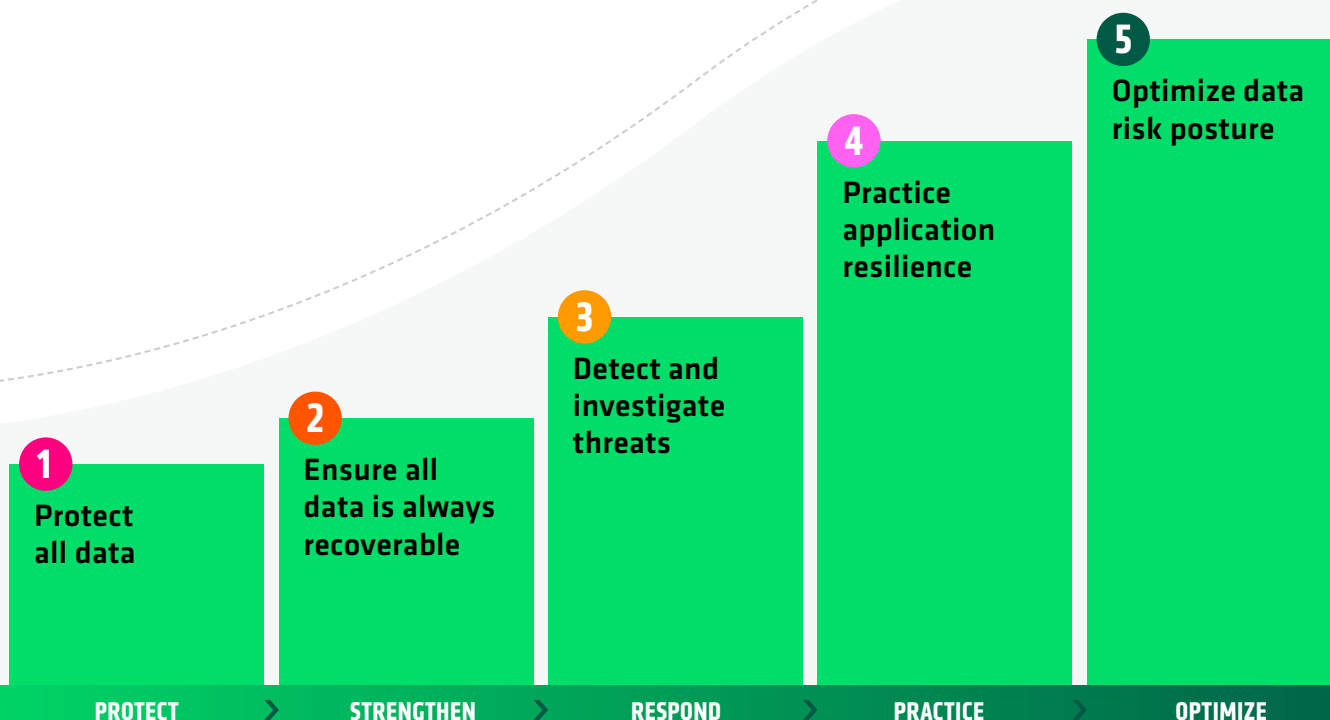 1
Protect
all data
2
Ensure all
data is always
recoverable
3
Detect and
investigate
threats
4
Practice
application
resilience
5
Optimize data
risk posture
PROTECT
STRENGTHEN
RESPOND
PRACTICE
OPTIMIZE